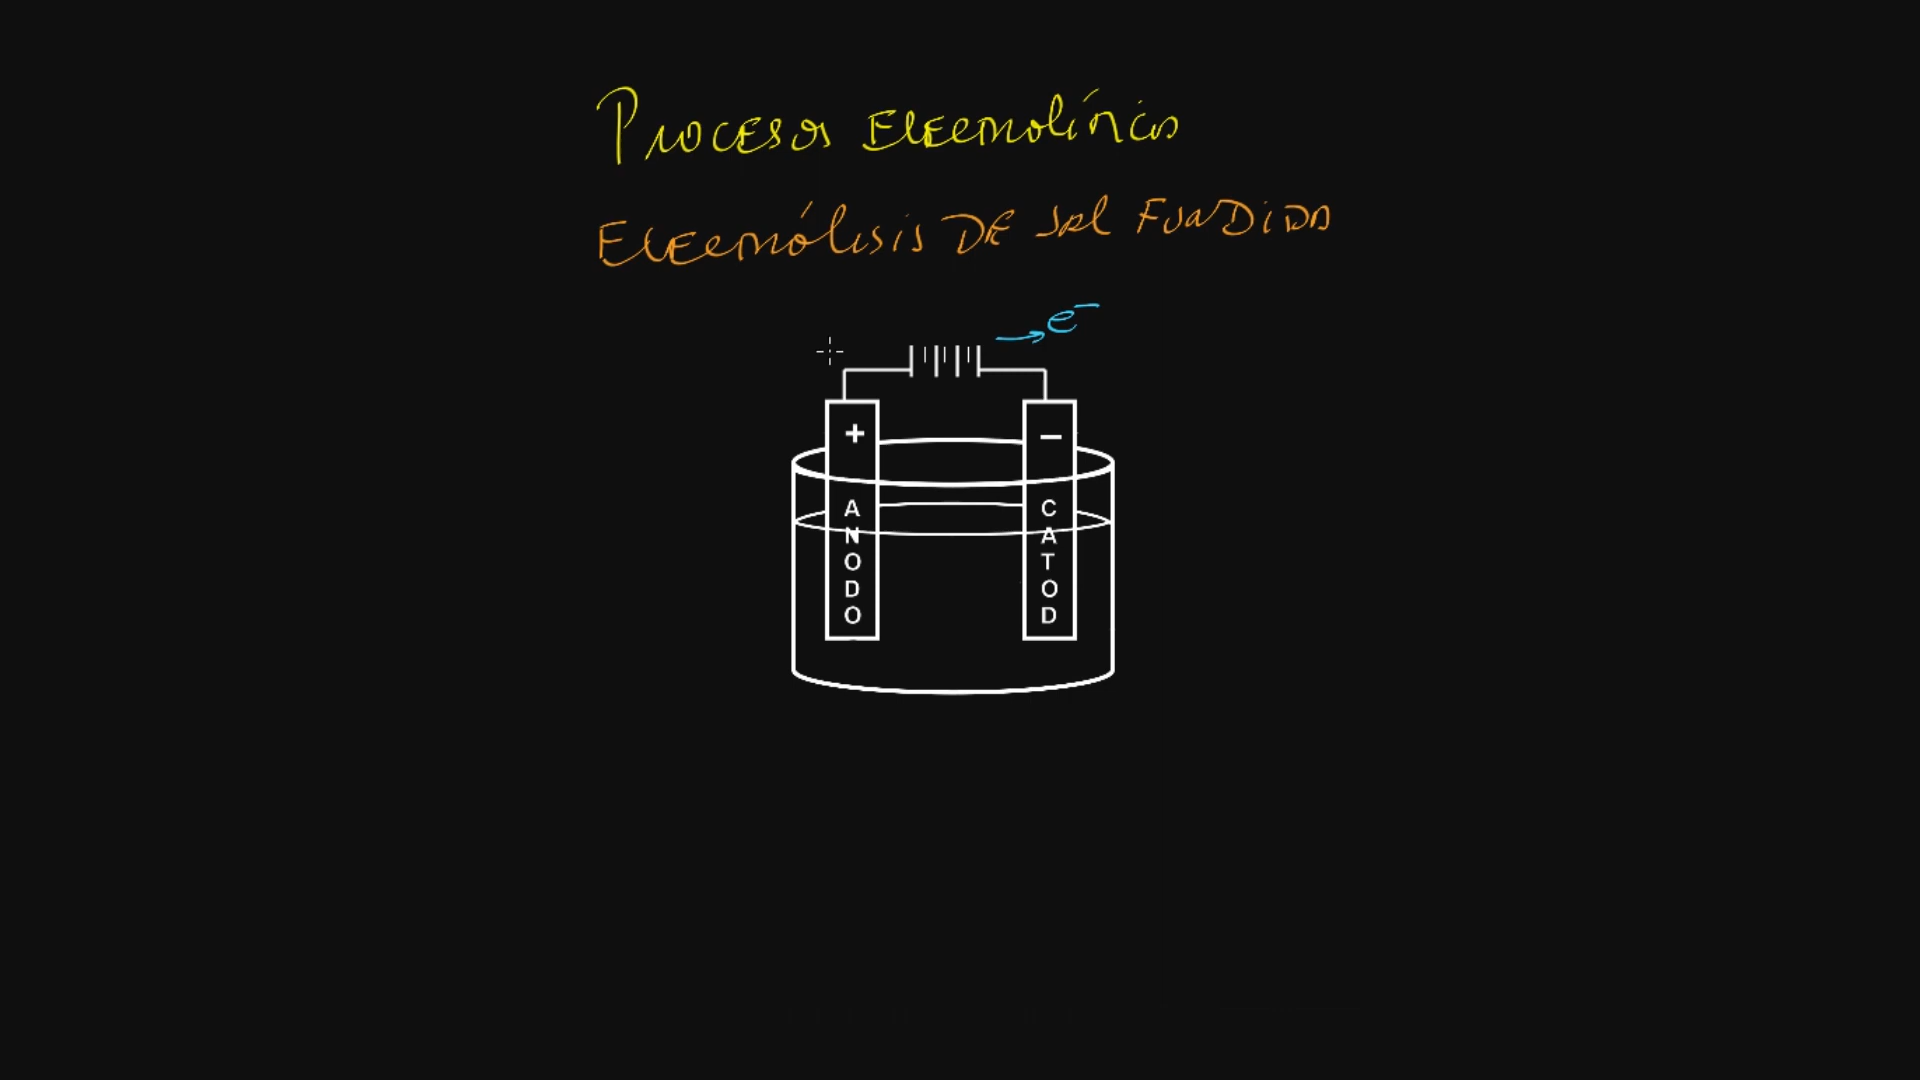 Procesos Electrolíticos
Electrólisis de sal fundida
→ e⁻
+ −
ANODO
CATOD